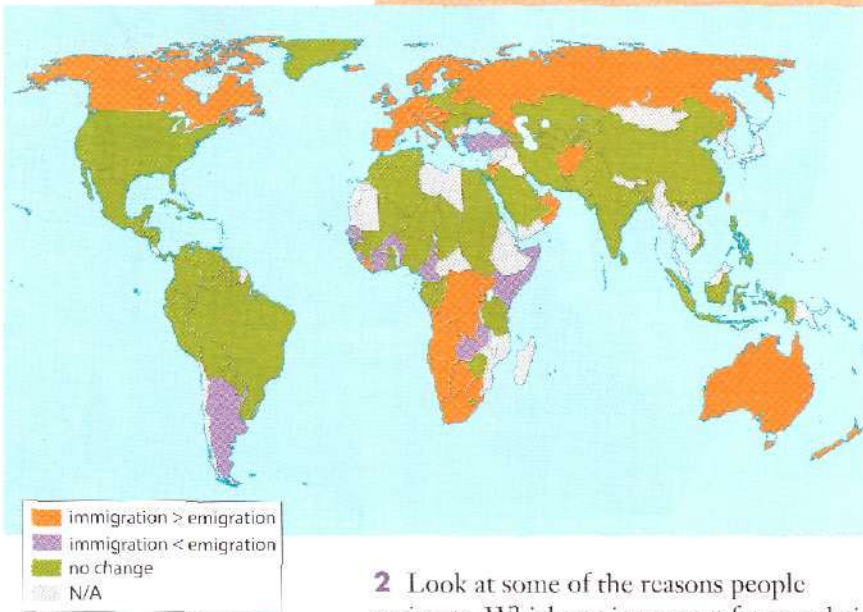 immigration > emigration
immigration < emigration
no change
N/A
2 Look at some of the reasons people